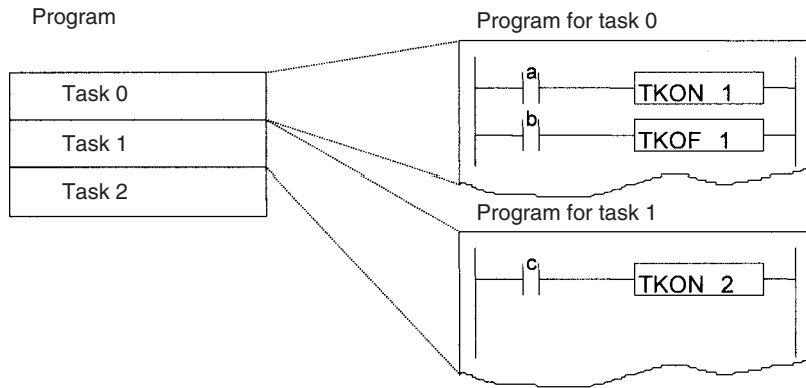 Program
Task 0
Task 1
Task 2
Program for task 0
a
TKON 1
b
TKOF 1
Program for task 1
c
TKON 2